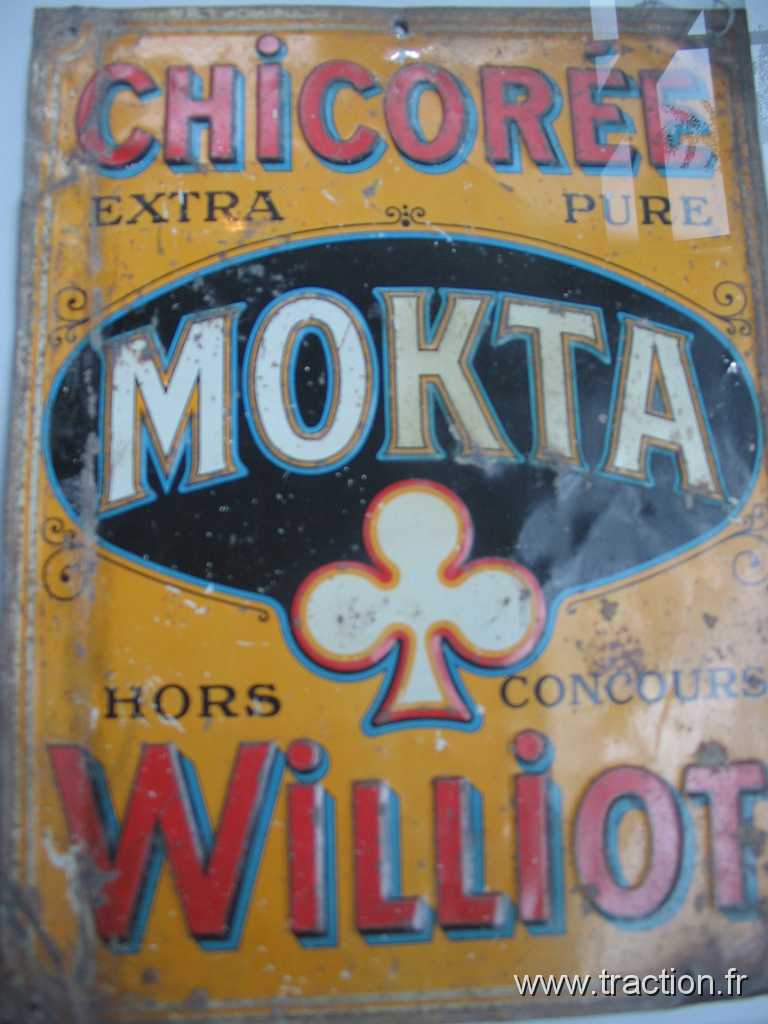 CHiCORÉE
EXTRA PURE
MOKTA
HORS CONCOURS
WiLLiOT
www.traction.fr